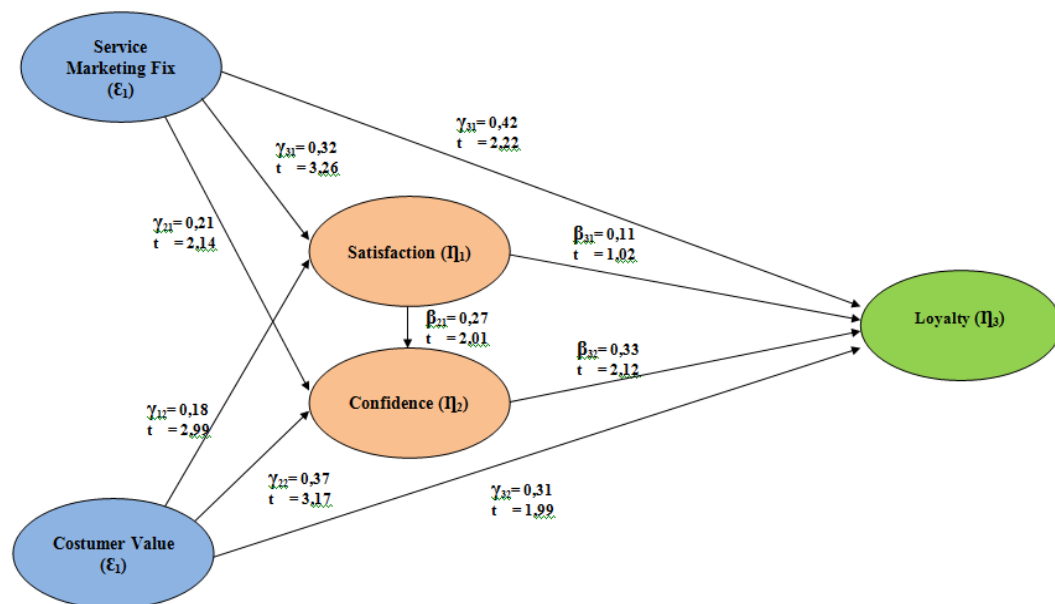 Service
Marketing Fix
(Ɛ₁)
γ₃₁= 0,42
t = 2,22
γ₃₁= 0,32
t = 3,26
γ₂₁= 0,21
t = 2,14
Satisfaction (Ƞ₁)
β₃₁= 0,11
t = 1,02
Loyalty (Ƞ₃)
β₂₁= 0,27
t = 2,01
β₃₂= 0,33
t = 2,12
Confidence (Ƞ₂)
γ₁₂= 0,18
t = 2,99
γ₂₂= 0,37
t = 3,17
γ₃₂= 0,31
t = 1,99
Costumer Value
(Ɛ₁)